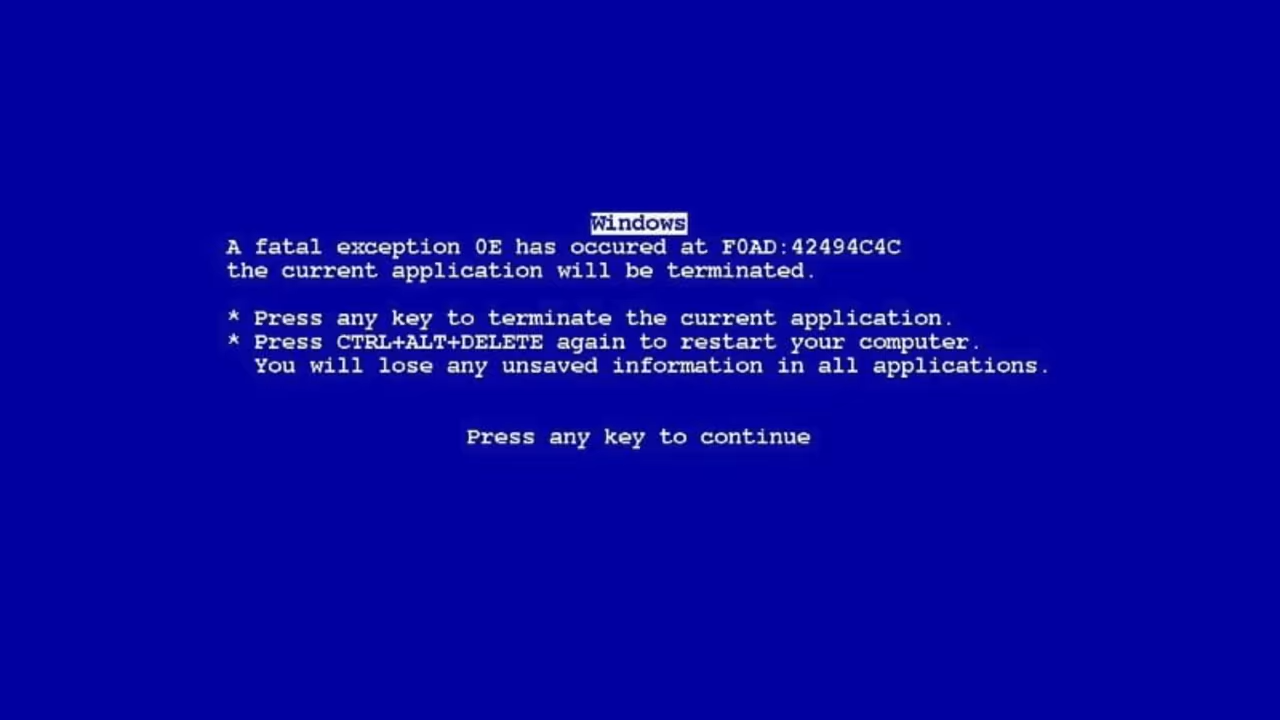 Windows
A fatal exception 0E has occured at F0AD:42494C4C
the current application will be terminated.
* Press any key to terminate the current application.
* Press CTRL+ALT+DELETE again to restart your computer.
You will lose any unsaved information in all applications.
Press any key to continue